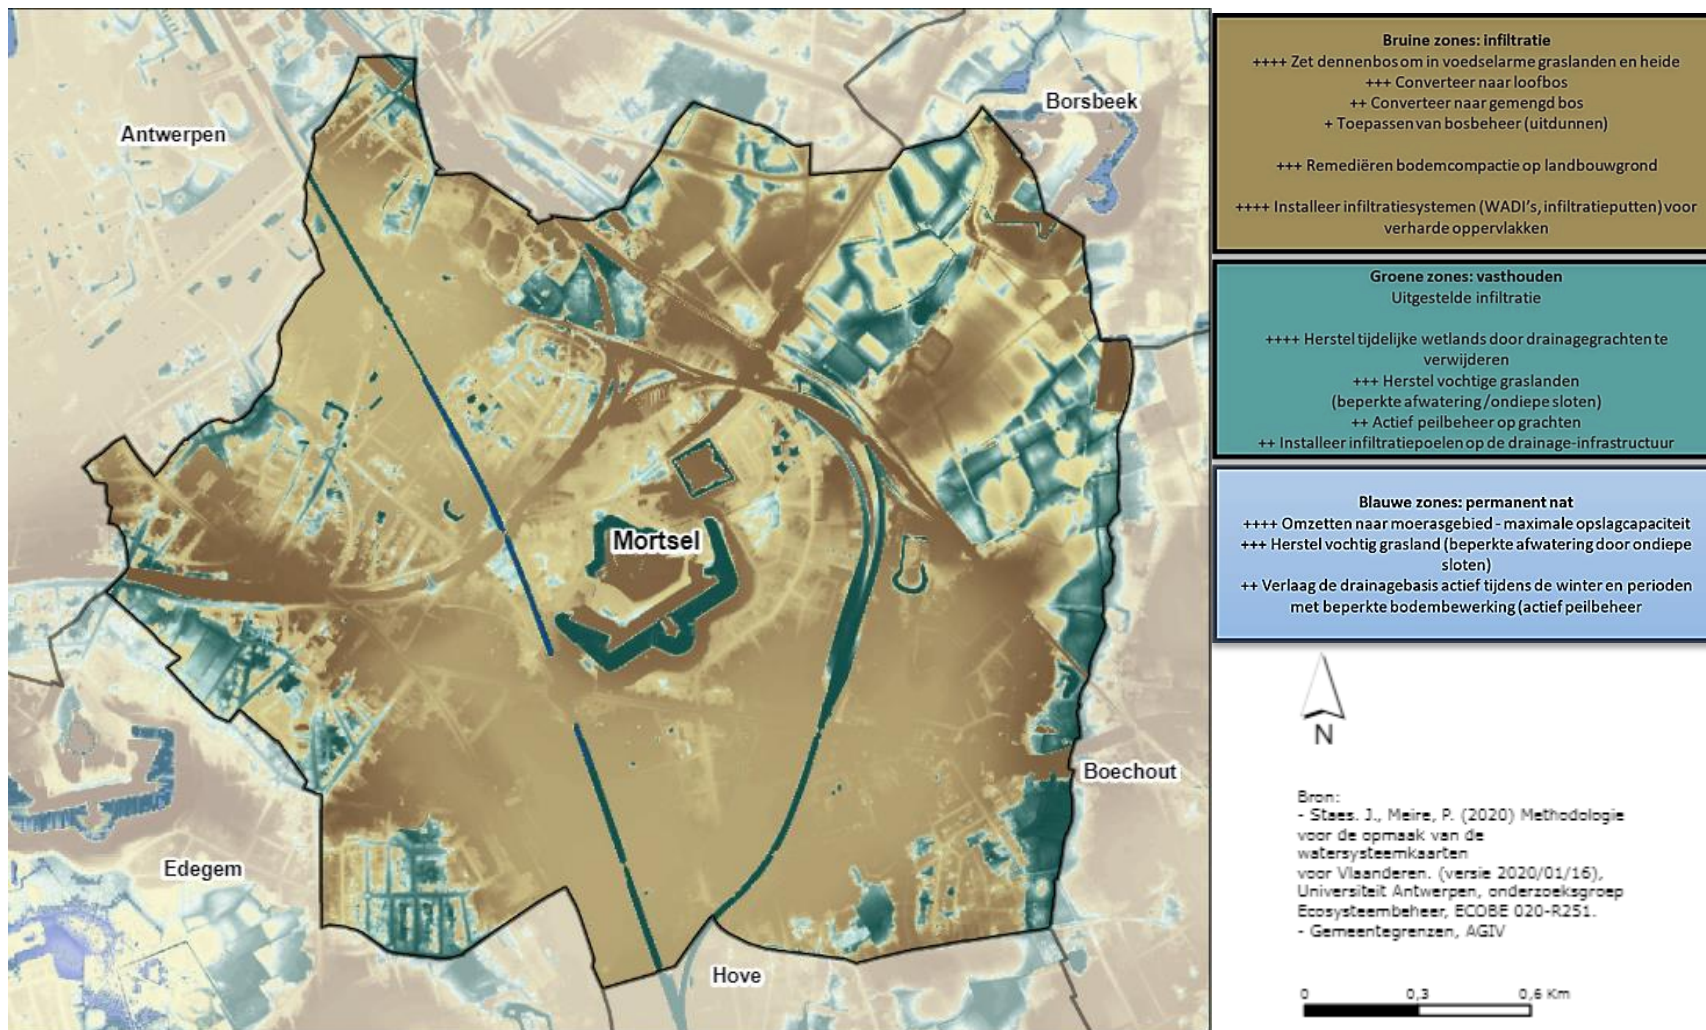 Antwerpen
Borsbeek
Mortsel
Boechout
Edegem
Hove
Bruine zones: infiltratie
++++ Zet dennenbos om in voedselarme graslanden en heide
+++ Converteer naar loofbos
++ Converteer naar gemengd bos
+ Toepassen van bosbeheer (uitdunnen)
+++ Remediëren bodemcompactie op landbouwgrond
++++ Installeer infiltratiesystemen (WADI's, infiltratieputten) voor
verharde oppervlakken
Groene zones: vasthouden
Uitgestelde infiltratie
++++ Herstel tijdelijke wetlands door drainagegrachten te
verwijderen
+++ Herstel vochtige graslanden
(beperkte afwatering/ondiepe sloten)
++ Actief peilbeheer op grachten
++ Installeer infiltratiepoelen op de drainage-infrastructuur
Blauwe zones: permanent nat
++++ Omzetten naar moerasgebied - maximale opslagcapaciteit
+++ Herstel vochtig grasland (beperkte afwatering door ondiepe
sloten)
++ Verlaag de drainagebasis actief tijdens de winter en perioden
met beperkte bodembewerking (actief peilbeheer
N
Bron:
- Staes. J., Meire, P. (2020) Methodologie
voor de opmaak van de
watersysteemkaarten
voor Vlaanderen. (versie 2020/01/16),
Universiteit Antwerpen, onderzoeksgroep
Ecosysteembeheer, ECOBE 020-R251.
- Gemeentegrenzen, AGIV
0 0,3 0,6 Km